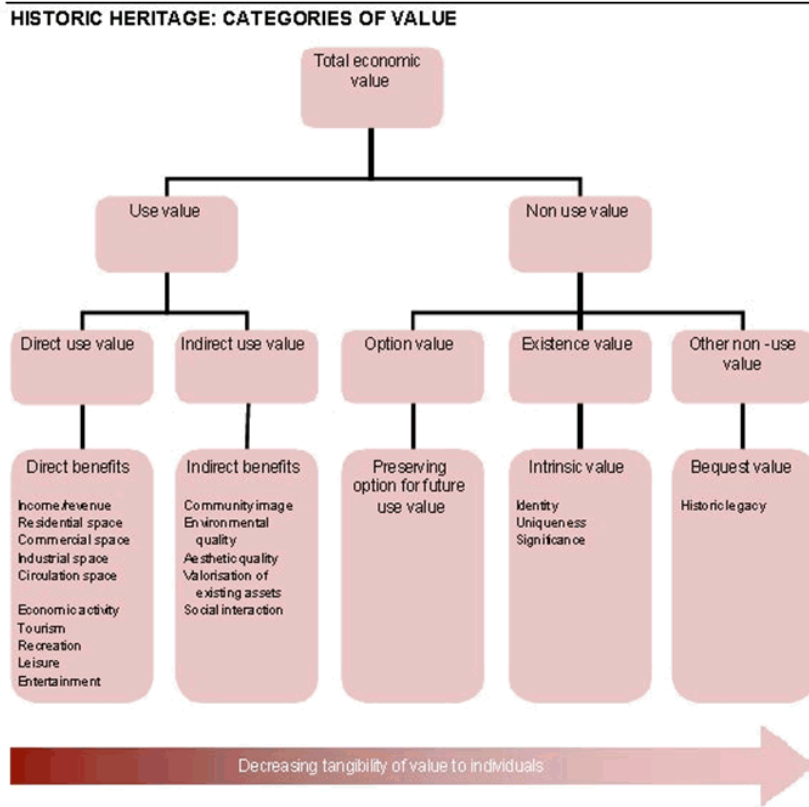 HISTORIC HERITAGE: CATEGORIES OF VALUE
Total economic
value
Use value
Non use value
Direct use value
Indirect use value
Option value
Existence value
Other non -use
value
Direct benefits
Income/revenue
Residential space
Commercial space
Industrial space
Circulation space
Economic activity
Tourism
Recreation
Leisure
Entertainment
Indirect benefits
Community image
Environmental
quality
Aesthetic quality
Valorisation of
existing assets
Social interaction
Preserving
option for future
use value
Intrinsic value
Identity
Uniqueness
Significance
Bequest value
Historic legacy
Decreasing tangibility of value to individuals